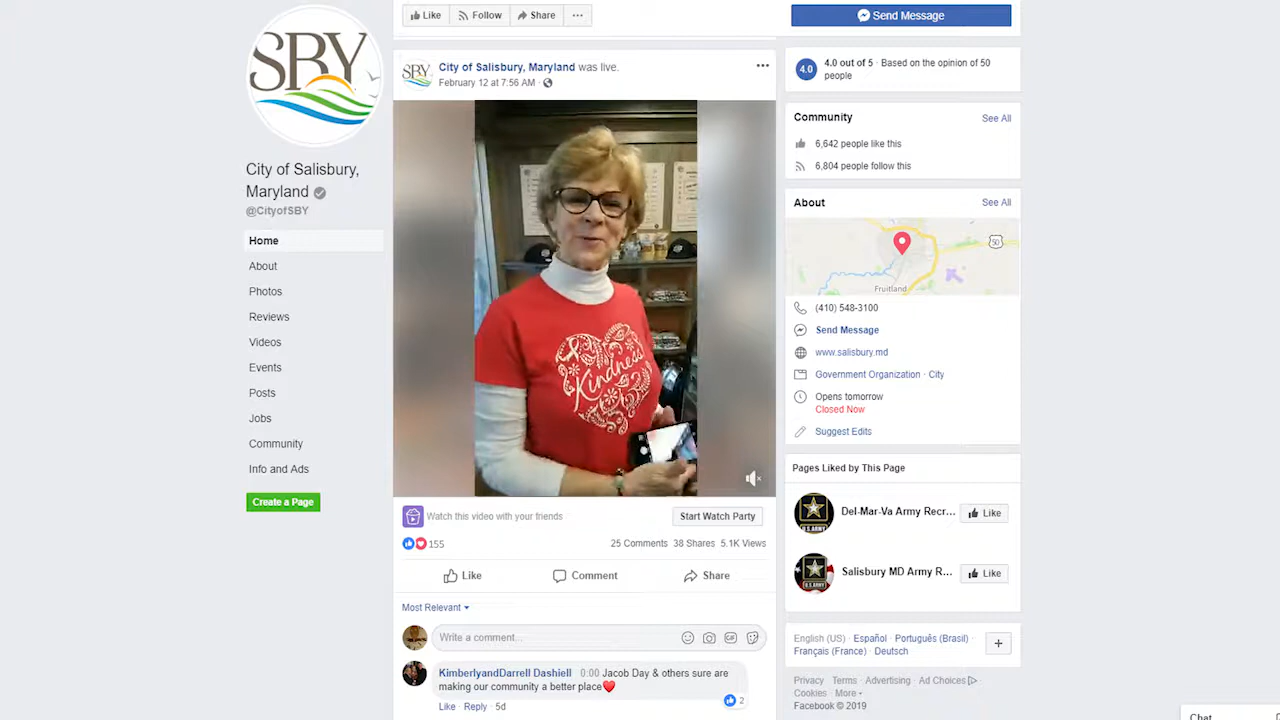 SBY
City of Salisbury,
Maryland
@CityofSBY
Home
About
Photos
Reviews
Videos
Events
Posts
Jobs
Community
Info and Ads
Create a Page
Like
Follow
Share
SBY
City of Salisbury, Maryland was live.
February 12 at 7:56 AM
Kindness
Watch this video with your friends
Start Watch Party
155
25 Comments 38 Shares 5.1K Views
Like
Comment
Share
Most Relevant
Write a comment...
GIF
KimberlyandDarrell Dashiell 0:00 Jacob Day & others sure are
making our community a better place
2
Like · Reply · 5d
Send Message
4.0
4.0 out of 5 · Based on the opinion of 50
people
Community
See All
6,642 people like this
6,804 people follow this
About
See All
50
Fruitland
(410) 548-3100
Send Message
www.salisbury.md
Government Organization · City
Opens tomorrow
Closed Now
Suggest Edits
Pages Liked by This Page
U.S.ARMY
Del-Mar-Va Army Recr...
Like
U.S.ARMY
Salisbury MD Army R...
Like
English (US) · Español · Português (Brasil) ·
Français (France) · Deutsch
Privacy · Terms · Advertising · Ad Choices ·
Cookies · More
Facebook © 2019
Chat